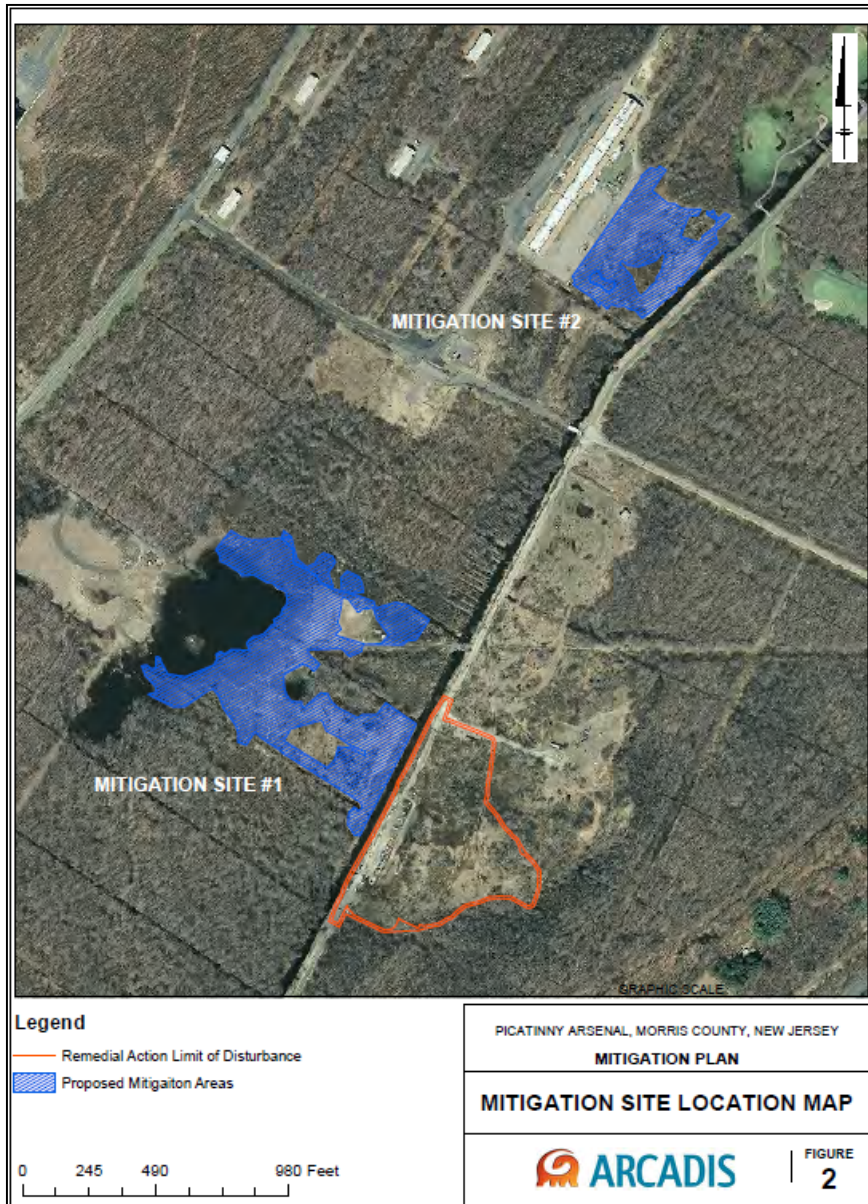 MITIGATION SITE #2
MITIGATION SITE #1
GRAPHIC SCALE
Legend
Remedial Action Limit of Disturbance
Proposed Mitigaiton Areas
0 245 490 980 Feet
PICATINNY ARSENAL, MORRIS COUNTY, NEW JERSEY
MITIGATION PLAN
MITIGATION SITE LOCATION MAP
ARCADIS
FIGURE
2